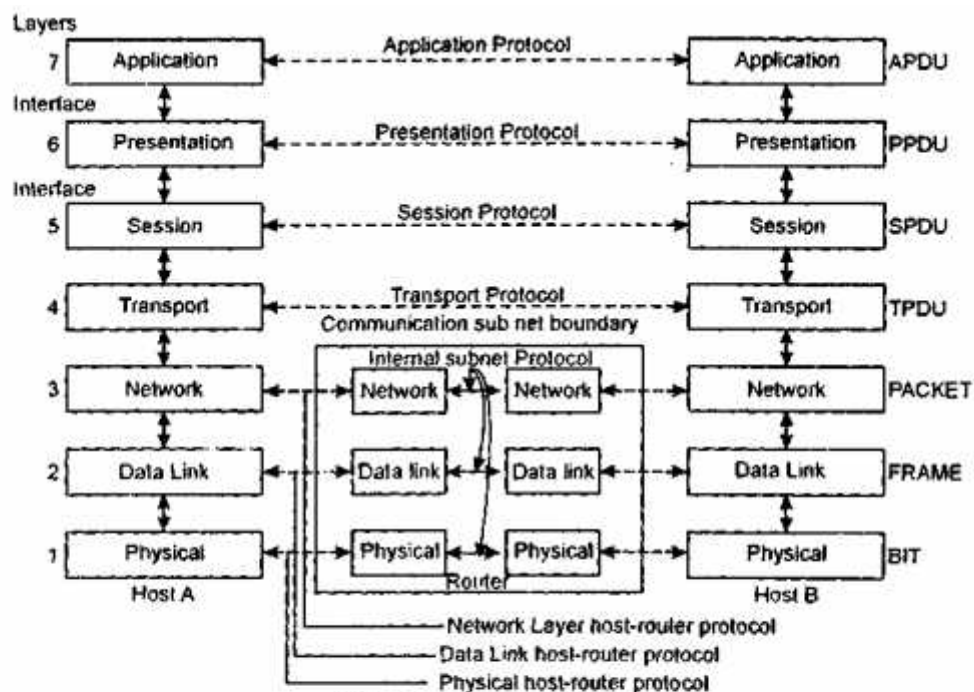 Layers
7 Application Application Protocol Application APDU
Interface
6 Presentation Presentation Protocol Presentation PPDU
Interface
5 Session Session Protocol Session SPDU
4 Transport Transport Protocol Transport TPDU
Communication sub net boundary
Internal subnet Protocol
3 Network Network Network Network PACKET
2 Data Link Data link Data link Data Link FRAME
1 Physical Physical Physical Physical BIT
Router
Host A Host B
Network Layer host-router protocol
Data Link host-router protocol
Physical host-router protocol